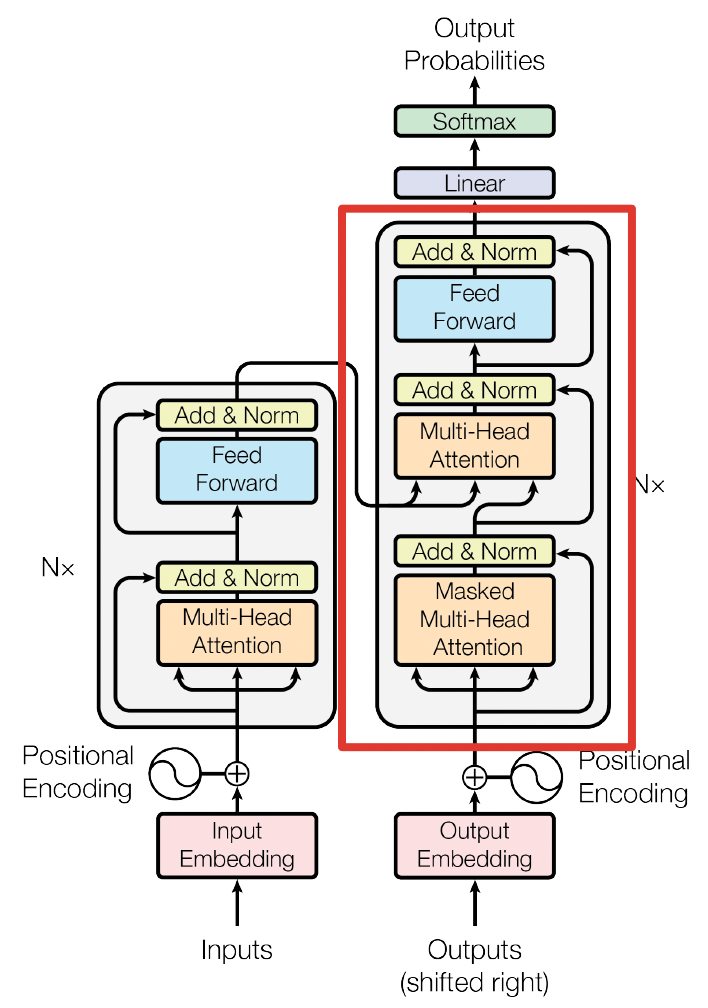 Output
Probabilities
Softmax
Linear
Add & Norm
Feed
Forward
Add & Norm
Multi-Head
Attention
Add & Norm
Masked
Multi-Head
Attention
Nx
Add & Norm
Feed
Forward
Add & Norm
Multi-Head
Attention
N×
Positional
Encoding
Positional
Encoding
Input
Embedding
Output
Embedding
Inputs
Outputs
(shifted right)